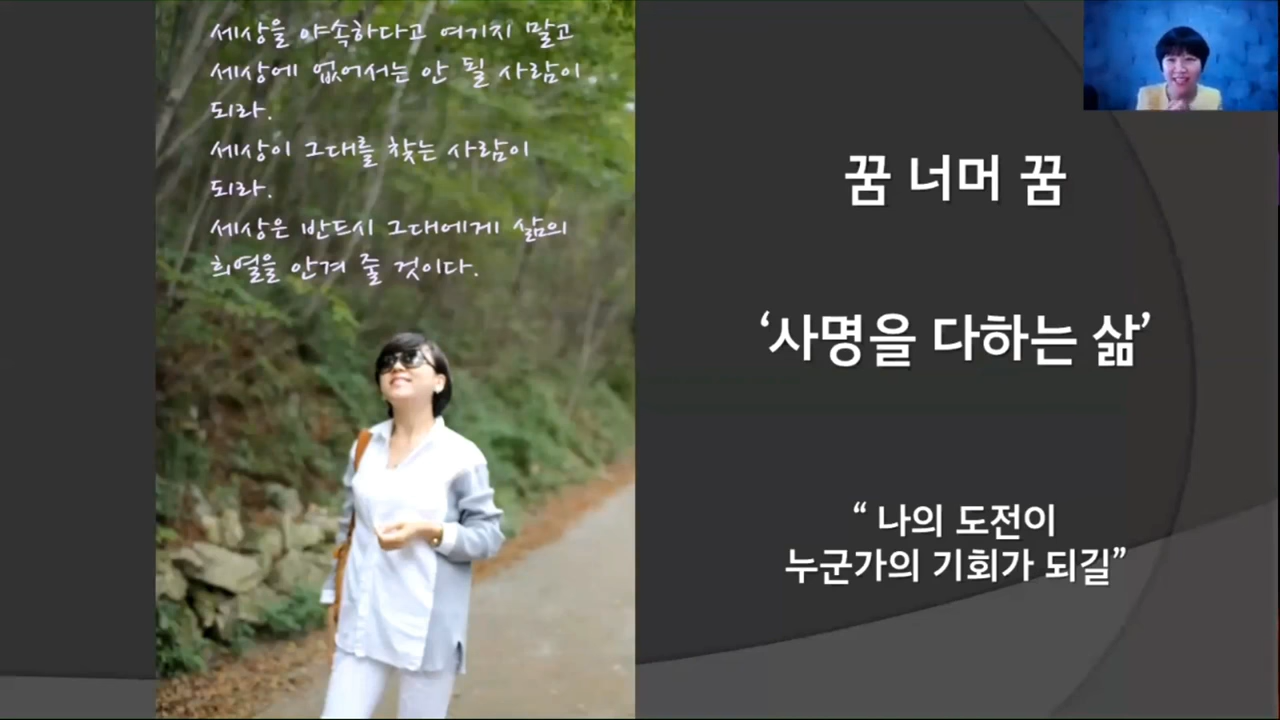 세상을 야속하다고 여기지 말고
세상에 없어서는 안 될 사람이
되라.
세상이 그대를 찾는 사람이
되라.
세상은 반드시 그대에게 삶의
희열을 안겨 줄 것이다.
꿈 너머 꿈
‘사명을 다하는 삶’
“ 나의 도전이
누군가의 기회가 되길”